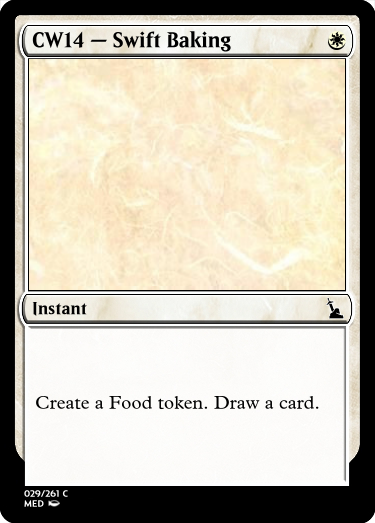 CW14 — Swift Baking
Instant
Create a Food token. Draw a card.
029/261 C
MED